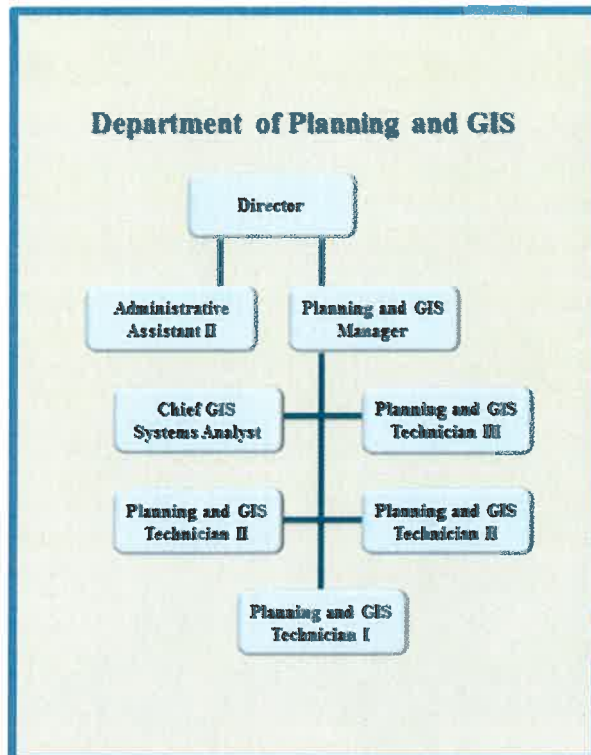 Department of Planning and GIS
Director
Administrative
Assistant II
Planning and GIS
Manager
Chief GIS
Systems Analyst
Planning and GIS
Technician III
Planning and GIS
Technician II
Planning and GIS
Technician II
Planning and GIS
Technician I